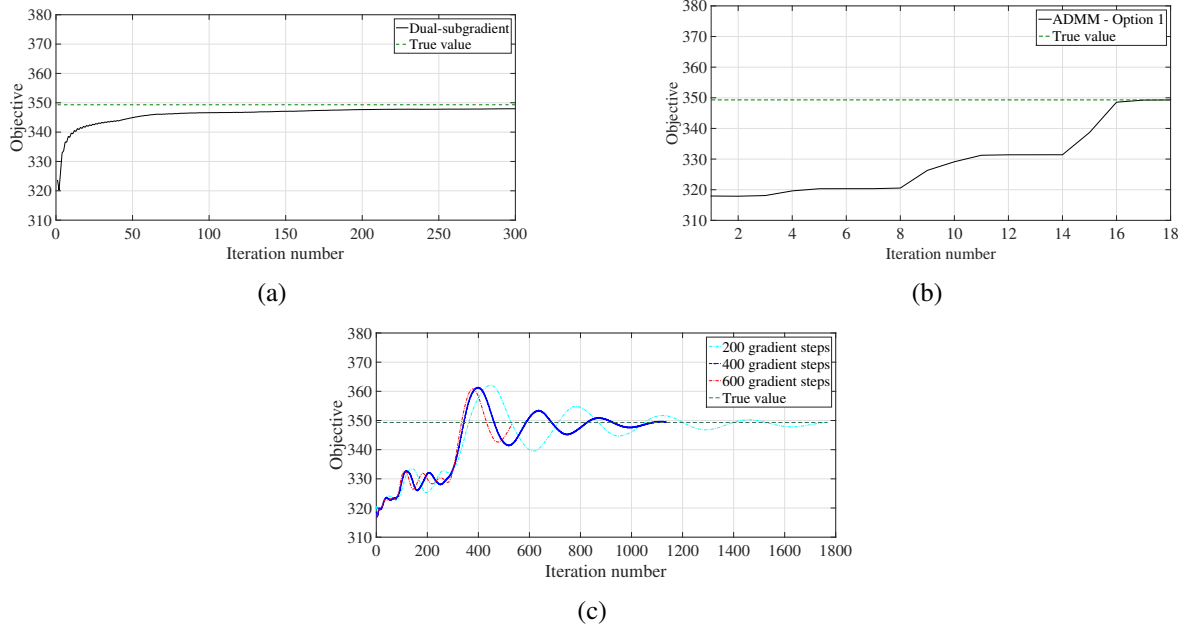 380
370
360
350
340
330
320
310
Objective
Dual-subgradient
True value
0 50 100 150 200 250 300
Iteration number
(a)
380
370
360
350
340
330
320
310
Objective
ADMM - Option 1
True value
2 4 6 8 10 12 14 16 18
Iteration number
(b)
380
370
360
350
340
330
320
310
Objective
200 gradient steps
400 gradient steps
600 gradient steps
True value
0 200 400 600 800 1000 1200 1400 1600 1800
Iteration number
(c)